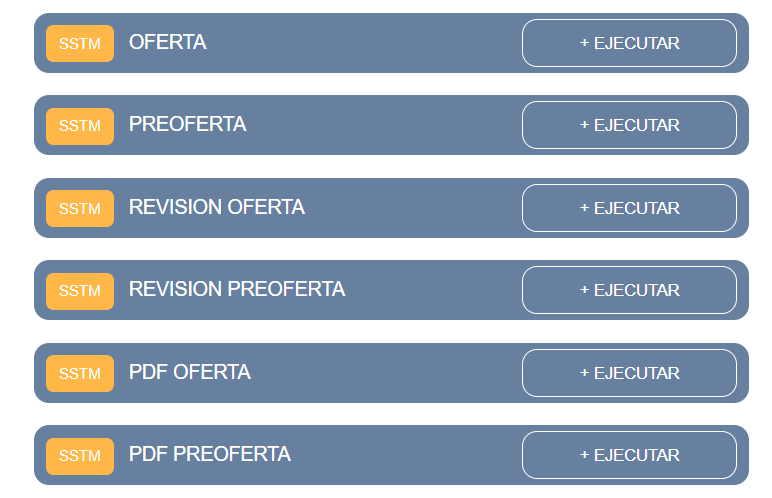 SSTM OFERTA + EJECUTAR
SSTM PREOFERTA + EJECUTAR
SSTM REVISION OFERTA + EJECUTAR
SSTM REVISION PREOFERTA + EJECUTAR
SSTM PDF OFERTA + EJECUTAR
SSTM PDF PREOFERTA + EJECUTAR